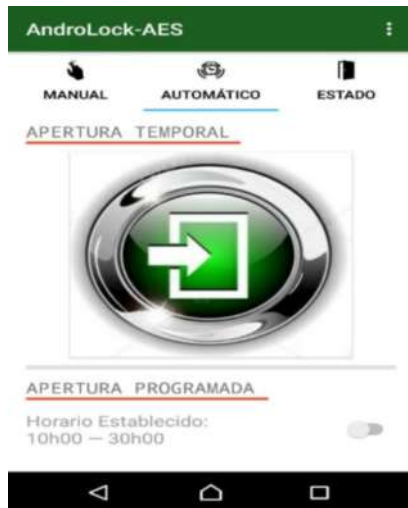 AndroLock-AES
MANUAL AUTOMÁTICO ESTADO
APERTURA TEMPORAL
APERTURA PROGRAMADA
Horario Establecido:
10h00 – 30h00